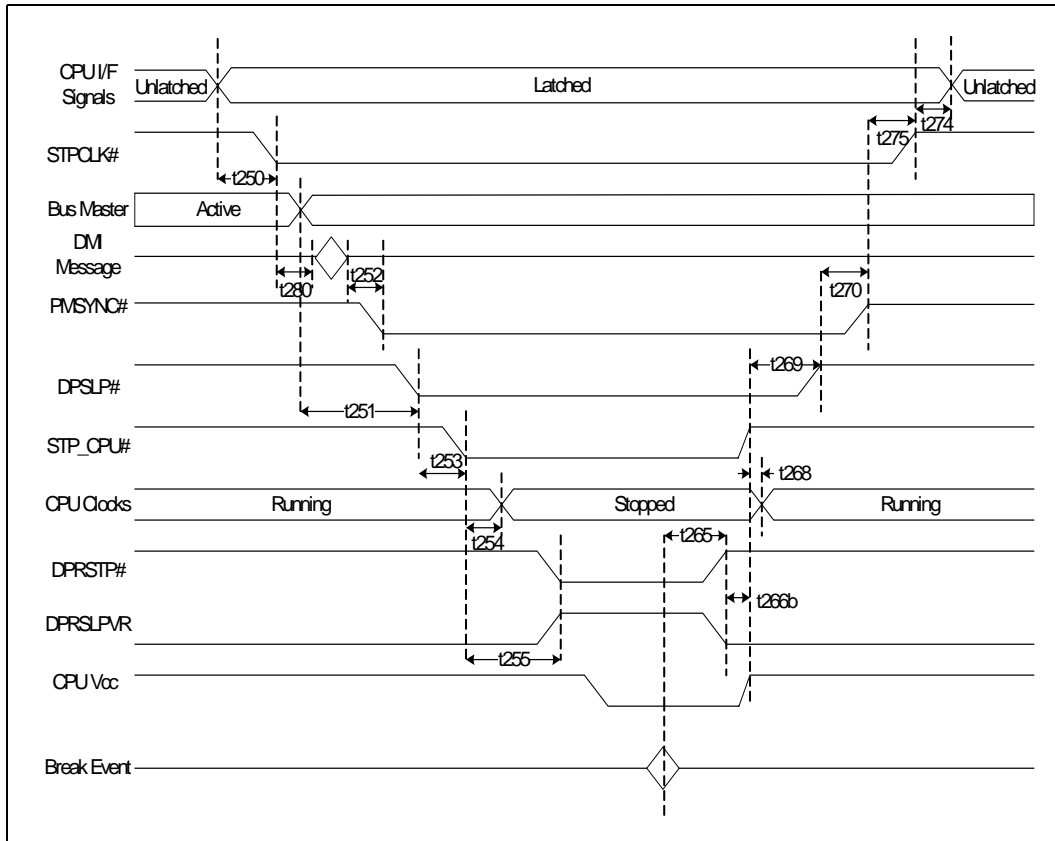 CPU I/F
Signals
Unlatched
Latched
Unlatched
t274
t275
STPCLK#
t250
Bus Master
Active
DMI
Message
t280
t252
t270
PMSYNC#
t269
DPSLP#
t251
STP_CPU#
t253
t268
CPU Clocks
Running
Stopped
Running
t254
t265
DPRSTP#
t266b
DPRSLPVR
t255
CPU Vcc
Break Event